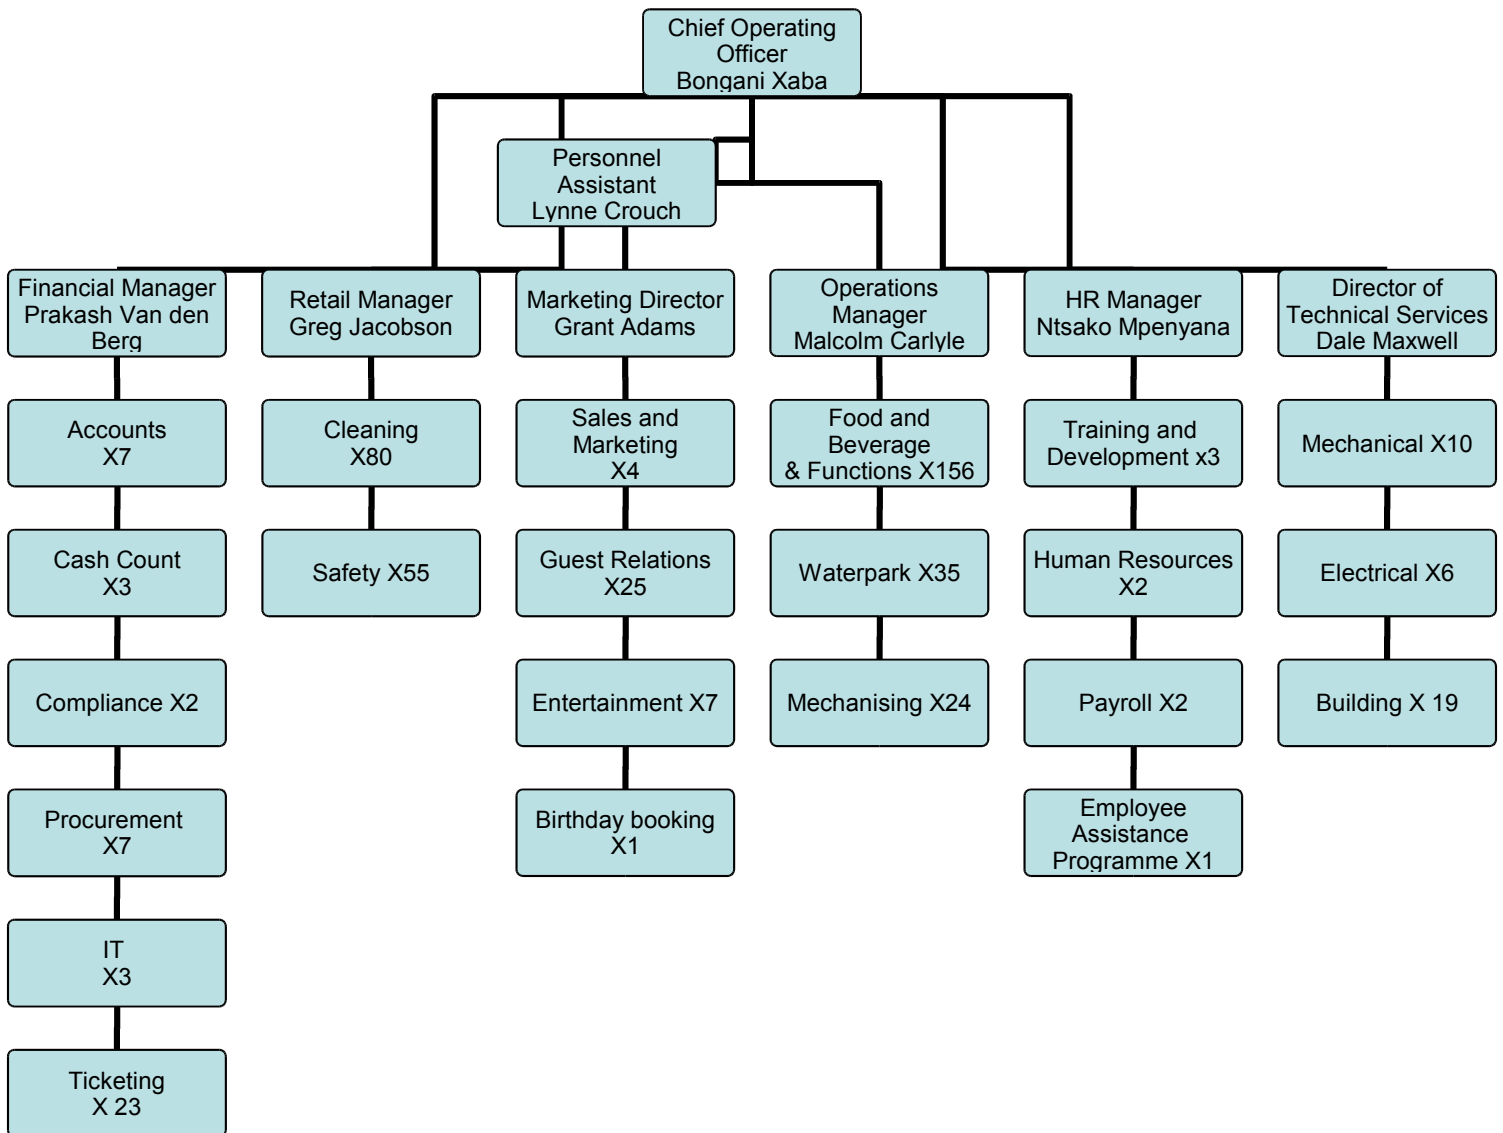 Chief Operating
Officer
Bongani Xaba
Personnel
Assistant
Lynne Crouch
Financial Manager
Prakash Van den
Berg
Retail Manager
Greg Jacobson
Marketing Director
Grant Adams
Operations
Manager
Malcolm Carlyle
HR Manager
Ntsako Mpenyana
Director of
Technical Services
Dale Maxwell
Accounts
X7
Cleaning
X80
Sales and
Marketing
X4
Food and
Beverage
& Functions X156
Training and
Development x3
Mechanical X10
Cash Count
X3
Safety X55
Guest Relations
X25
Waterpark X35
Human Resources
X2
Electrical X6
Compliance X2
Entertainment X7
Mechanising X24
Payroll X2
Building X 19
Procurement
X7
Birthday booking
X1
Employee
Assistance
Programme X1
IT
X3
Ticketing
X 23